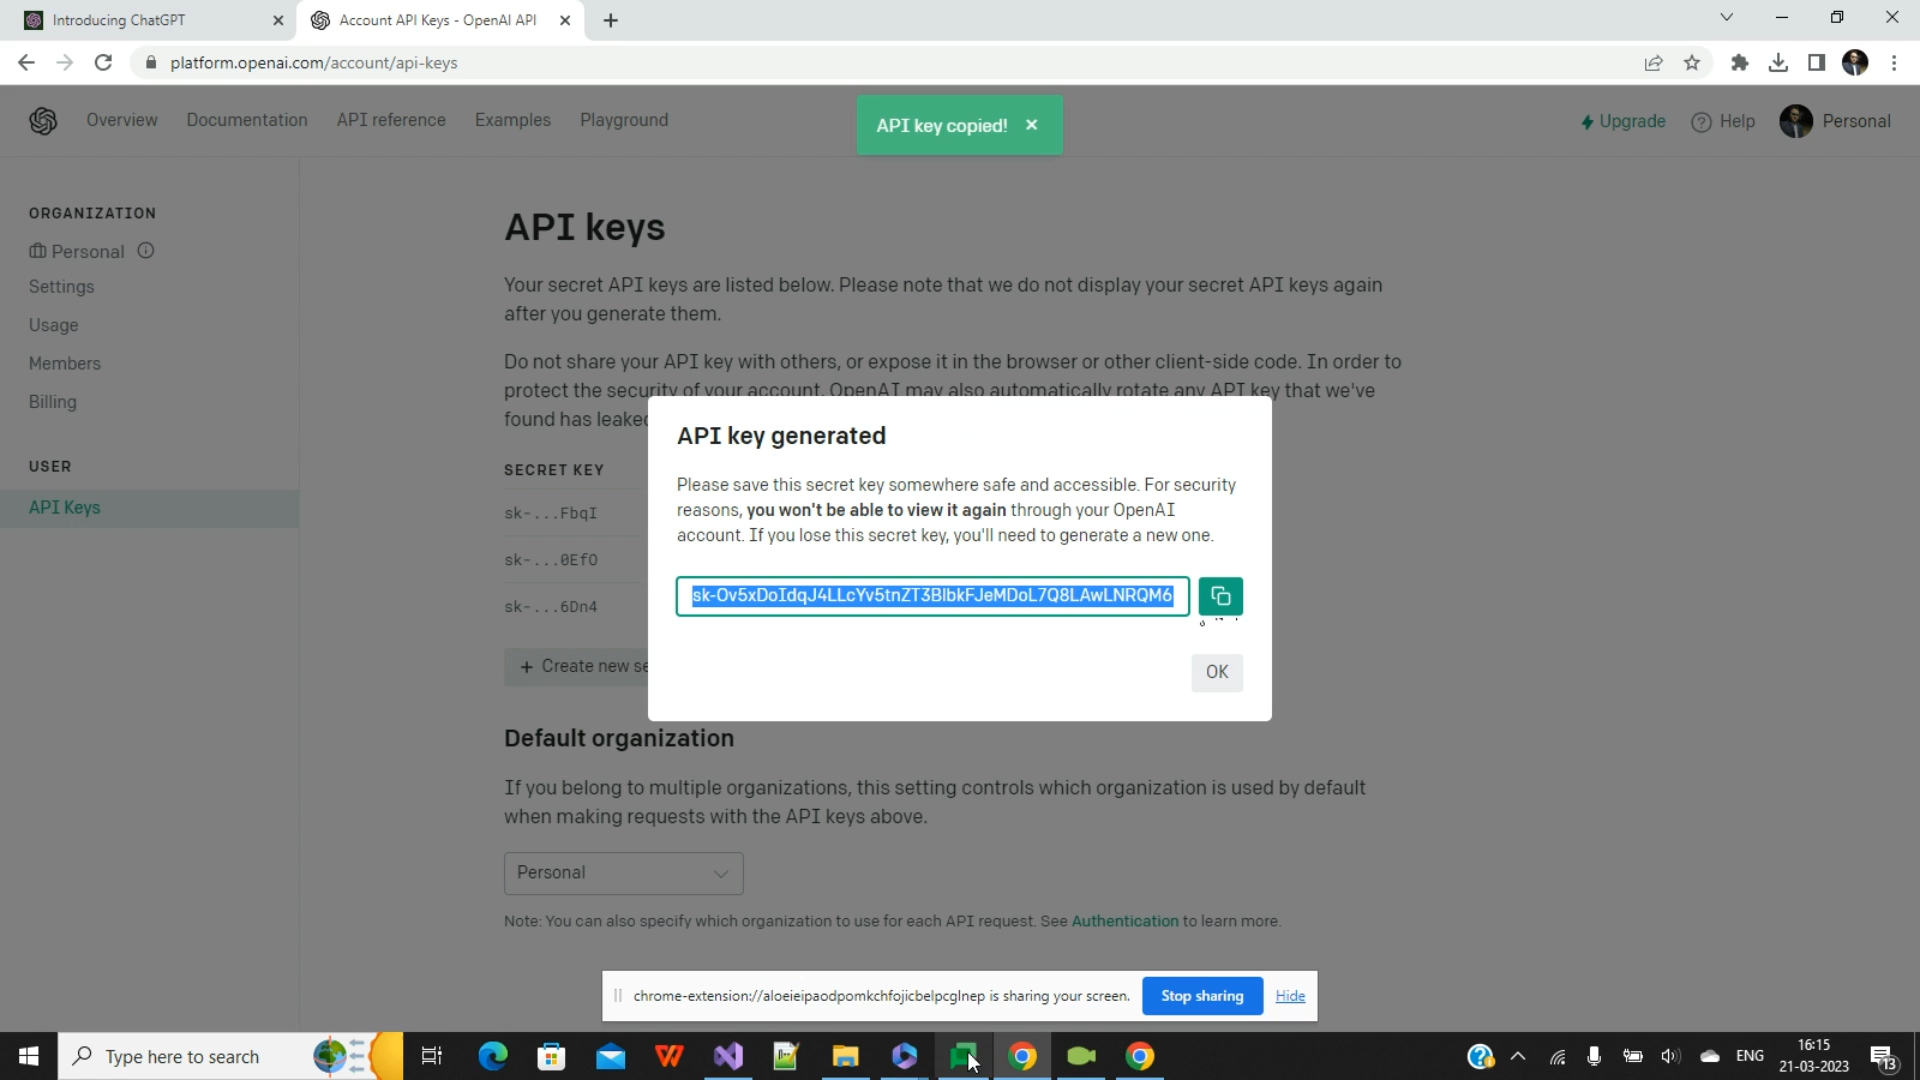 Introducing ChatGPT
Account API Keys - OpenAI API
platform.openai.com/account/api-keys
Overview
Documentation
API reference
Examples
Playground
API key copied!
Upgrade
Help
Personal
ORGANIZATION
Personal
Settings
Usage
Members
Billing
USER
API Keys
API keys
Your secret API keys are listed below. Please note that we do not display your secret API keys again
after you generate them.
Do not share your API key with others, or expose it in the browser or other client-side code. In order to
protect the security of your account, OpenAI may also automatically rotate any API key that we've
found has leaked
SECRET KEY
sk-...FbqI
sk-...0EfO
sk-...6Dn4
+ Create new se
API key generated
Please save this secret key somewhere safe and accessible. For security
reasons, you won't be able to view it again through your OpenAI
account. If you lose this secret key, you'll need to generate a new one.
sk-Ov5xDoIdqJ4LLcYv5tnZT3BlbkFJeMDoL7Q8LAwLNRQM6
OK
Default organization
If you belong to multiple organizations, this setting controls which organization is used by default
when making requests with the API keys above.
Personal
Note: You can also specify which organization to use for each API request. See Authentication to learn more.
chrome-extension://aloeieipaodpomkchfojicbelpcglnep is sharing your screen.
Stop sharing
Hide
Type here to search
ENG
16:15
21-03-2023
13